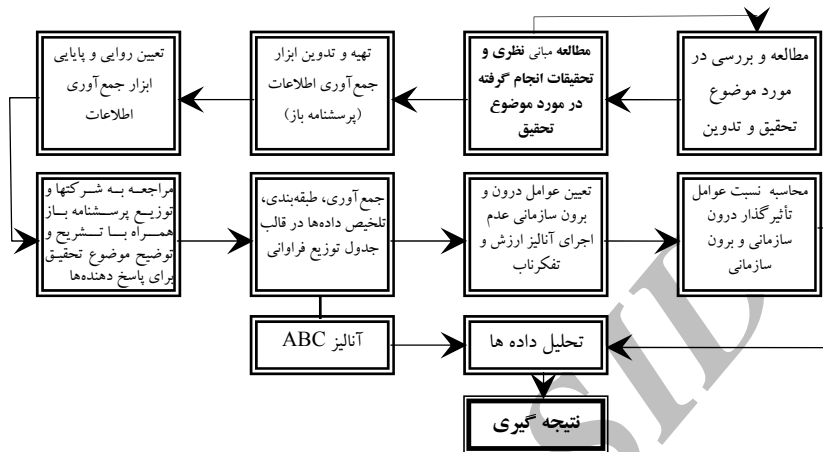 مطالعه و بررسی در
مورد موضوع
تحقیق و تدوین
مطالعه مبانی نظری و
تحقیقات انجام گرفته
در مورد موضوع
تحقیق
تهیه و تدوین ابزار
جمع‌آوری اطلاعات
(پرسشنامه باز)
تعیین روایی و پایایی
ابزار جمع‌آوری
اطلاعات
مراجعه به شرکتها و
توزیع پرسشنامه باز
همراه با تشریح و
توضیح موضوع تحقیق
برای پاسخ دهنده‌ها
جمع‌آوری، طبقه‌بندی،
تلخیص داده‌ها در قالب
جدول توزیع فراوانی
تعیین عوامل درون و
برون سازمانی عدم
اجرای آنالیز ارزش و
تفکرناب
محاسبه نسبت عوامل
تأثیرگذار درون
سازمانی و برون
سازمانی
آنالیز ABC
تحلیل داده ها
نتیجه گیری
SID